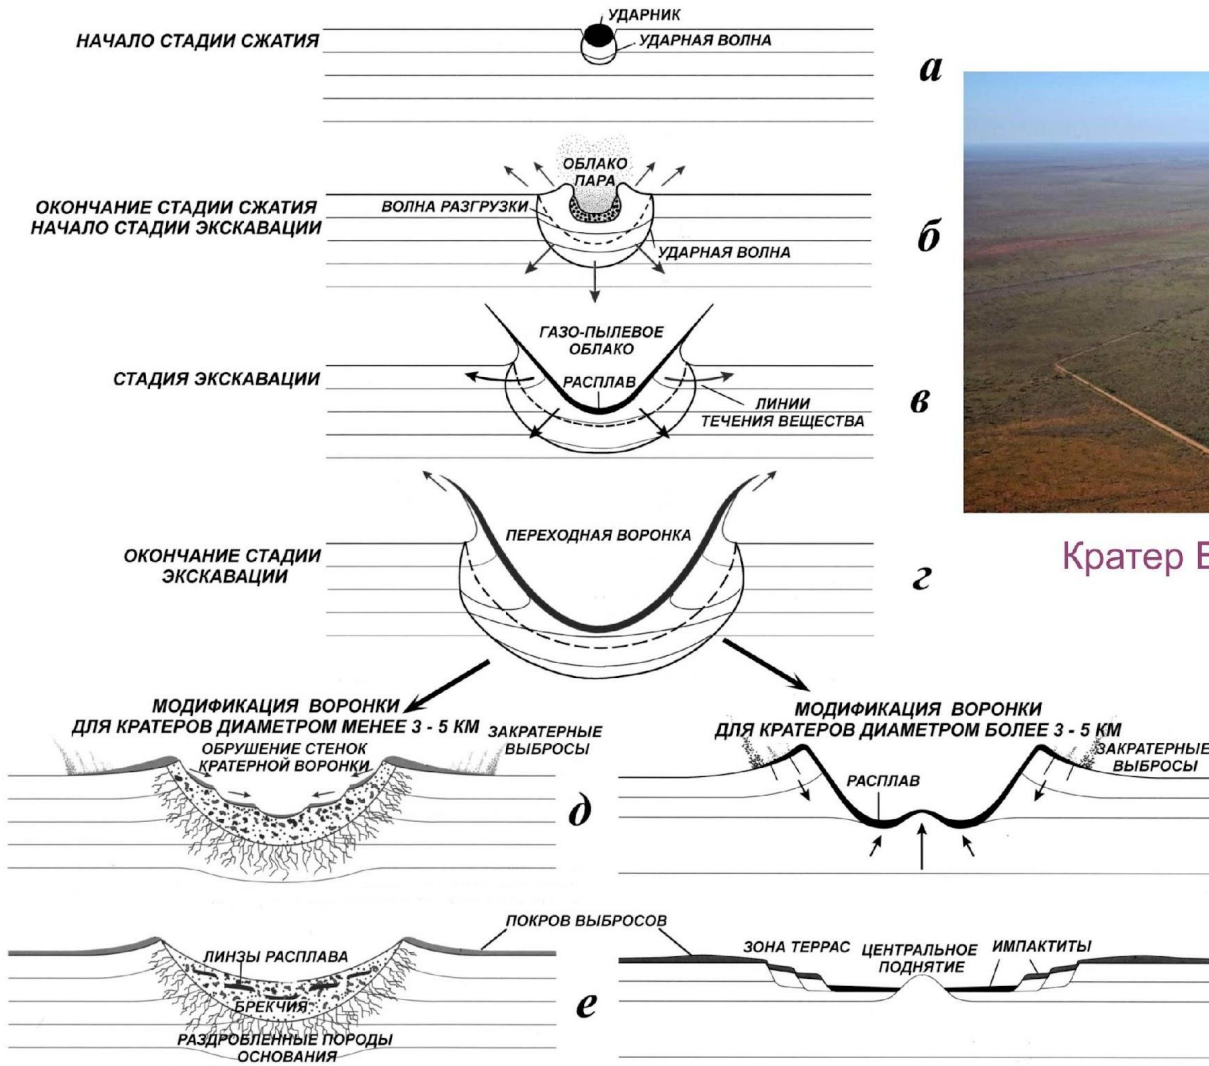 УДАРНИК
НАЧАЛО СТАДИИ СЖАТИЯ
УДАРНАЯ ВОЛНА
а
ОБЛАКО
ПАРА
ОКОНЧАНИЕ СТАДИИ СЖАТИЯ
НАЧАЛО СТАДИИ ЭКСКАВАЦИИ
ВОЛНА РАЗГРУЗКИ
УДАРНАЯ ВОЛНА
б
ГАЗО-ПЫЛЕВОЕ
ОБЛАКО
СТАДИЯ ЭКСКАВАЦИИ
РАСПЛАВ
ЛИНИИ
ТЕЧЕНИЯ ВЕЩЕСТВА
в
ПЕРЕХОДНАЯ ВОРОНКА
ОКОНЧАНИЕ СТАДИИ
ЭКСКАВАЦИИ
г
Кратер
МОДИФИКАЦИЯ ВОРОНКИ
ДЛЯ КРАТЕРОВ ДИАМЕТРОМ МЕНЕЕ 3 - 5 КМ
ОБРУШЕНИЕ СТЕНОК
КРАТЕРНОЙ ВОРОНКИ
ЗАКРАТЕРНЫЕ
ВЫБРОСЫ
МОДИФИКАЦИЯ ВОРОНКИ
ДЛЯ КРАТЕРОВ ДИАМЕТРОМ БОЛЕЕ 3 - 5 КМ
ЗАКРАТЕРНЫЕ
ВЫБРОСЫ
РАСПЛАВ
д
ПОКРОВ ВЫБРОСОВ
ЛИНЗЫ РАСПЛАВА
БРЕКЧИЯ
РАЗДРОБЛЕННЫЕ ПОРОДЫ
ОСНОВАНИЯ
е
ЗОНА ТЕРРАС
ЦЕНТРАЛЬНОЕ
ПОДНЯТИЕ
ИМПАКТИТЫ